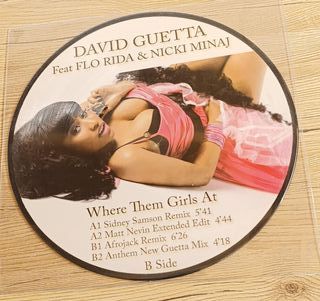 DAVID GUETTA
Feat FLO RIDA & NICKI MINAJ
Where Them Girls At
A1 Sidney Samson Remix 5'41
A2 Matt Nevin Extended Edit 4'44
B1 Afrojack Remix 6'26
B2 Anthem New Guetta Mix 4'18
B Side